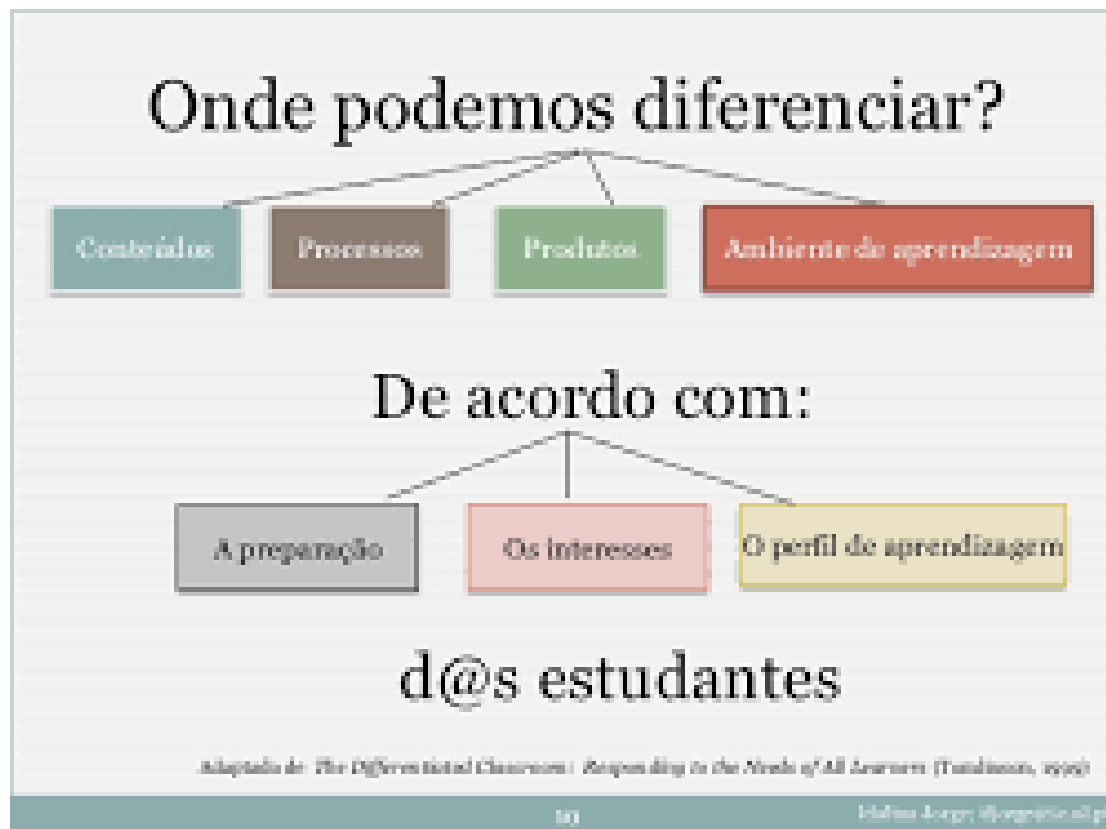 Onde podemos diferenciar?
Conteúdos Processos Produtos Ambiente de aprendizagem
De acordo com:
A preparação Os interesses O perfil de aprendizagem
d@s estudantes
Adaptado de The Differentiated Classroom: Responding to the Needs of All Learners (Tomlinson, 1999)